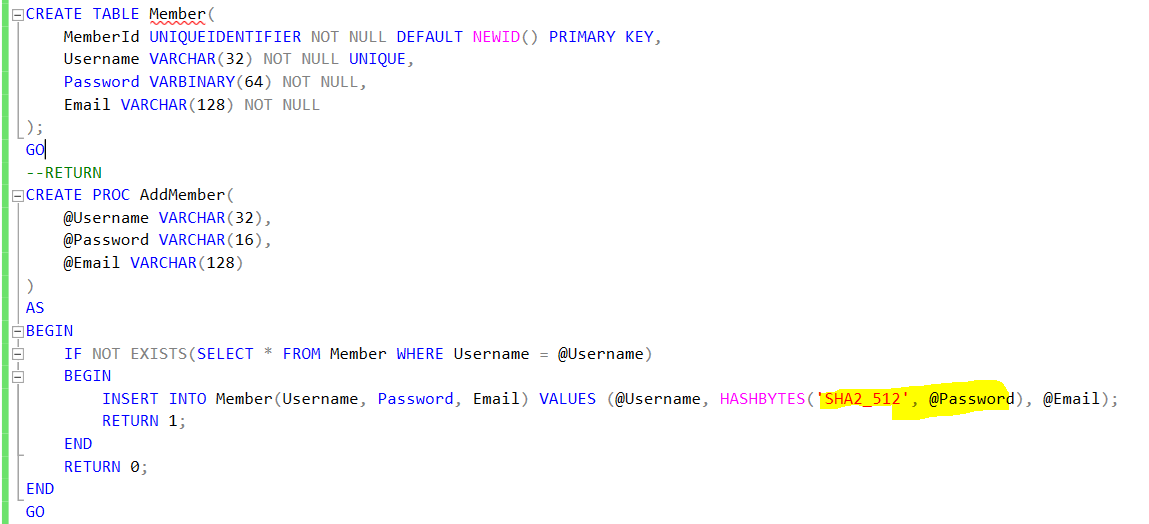 CREATE TABLE Member(
    MemberId UNIQUEIDENTIFIER NOT NULL DEFAULT NEWID() PRIMARY KEY,
    Username VARCHAR(32) NOT NULL UNIQUE,
    Password VARBINARY(64) NOT NULL,
    Email VARCHAR(128) NOT NULL
);
GO
--RETURN
CREATE PROC AddMember(
    @Username VARCHAR(32),
    @Password VARCHAR(16),
    @Email VARCHAR(128)
)
AS
BEGIN
    IF NOT EXISTS(SELECT * FROM Member WHERE Username = @Username)
    BEGIN
        INSERT INTO Member(Username, Password, Email) VALUES (@Username, HASHBYTES('SHA2_512', @Password), @Email);
        RETURN 1;
    END
    RETURN 0;
END
GO